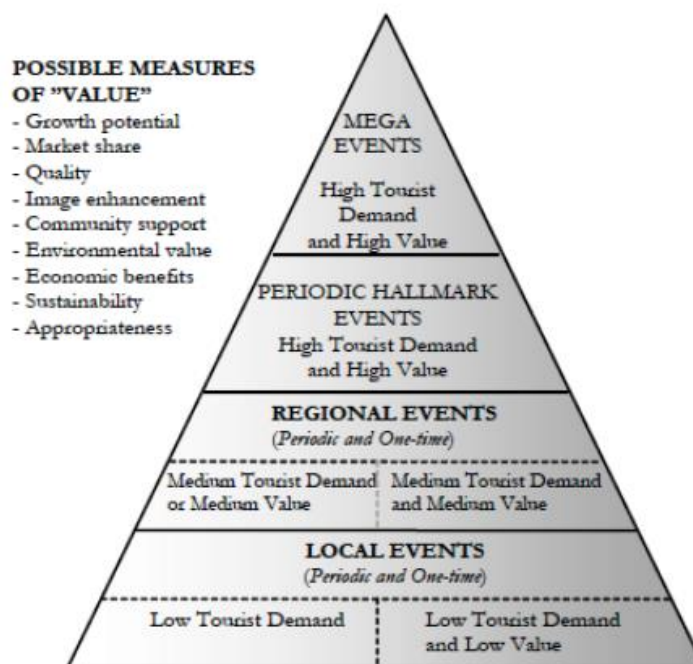 POSSIBLE MEASURES
OF ”VALUE”
- Growth potential
- Market share
- Quality
- Image enhancement
- Community support
- Environmental value
- Economic benefits
- Sustainability
- Appropriateness
MEGA
EVENTS
High Tourist
Demand
and High Value
PERIODIC HALLMARK
EVENTS
High Tourist Demand
and High Value
REGIONAL EVENTS
(Periodic and One-time)
Medium Tourist Demand
or Medium Value
Medium Tourist Demand
and Medium Value
LOCAL EVENTS
(Periodic and One-time)
Low Tourist Demand
Low Tourist Demand
and Low Value